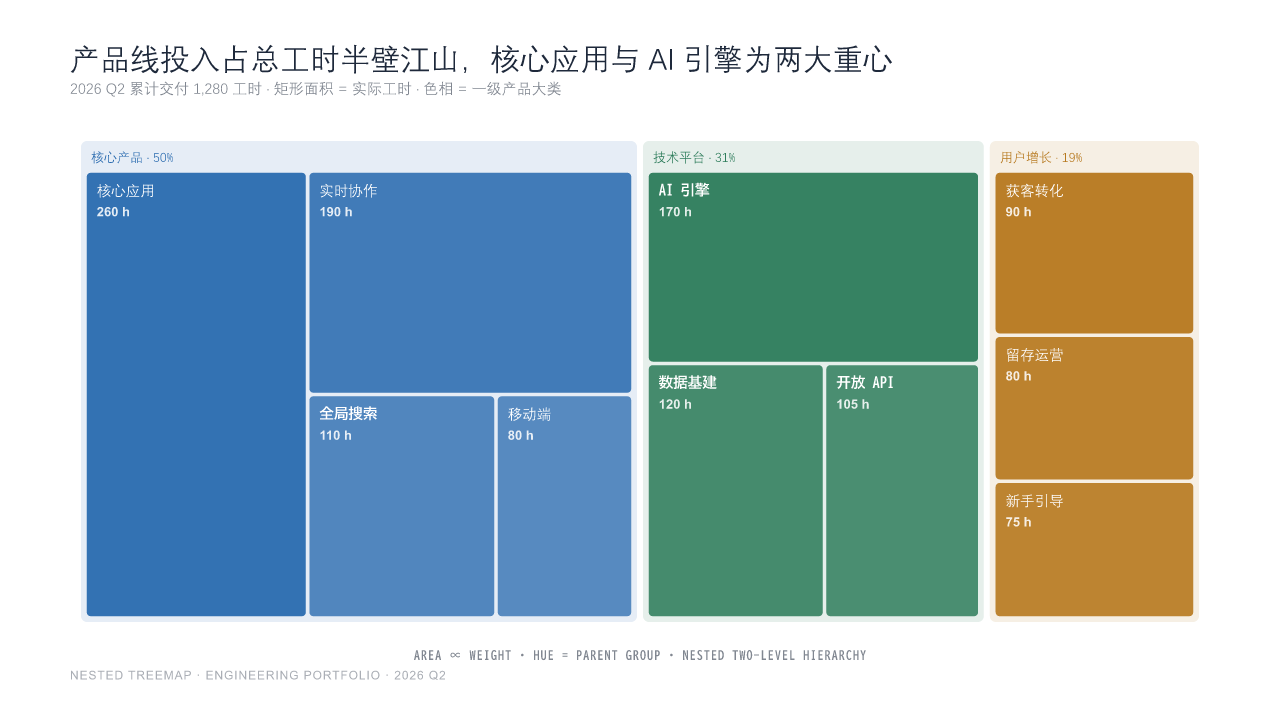 产品线投入占总工时半壁江山，核心应用与 AI 引擎为两大重心
2026 Q2 累计交付 1,280 工时 · 矩形面积 = 实际工时 · 色相 = 一级产品大类
核心产品 · 50%
核心应用
260 h
实时协作
190 h
全局搜索
110 h
移动端
80 h
技术平台 · 31%
AI 引擎
170 h
数据基建
120 h
开放 API
105 h
用户增长 · 19%
获客转化
90 h
留存运营
80 h
新手引导
75 h
AREA ∝ WEIGHT · HUE = PARENT GROUP · NESTED TWO-LEVEL HIERARCHY
NESTED TREEMAP · ENGINEERING PORTFOLIO · 2026 Q2